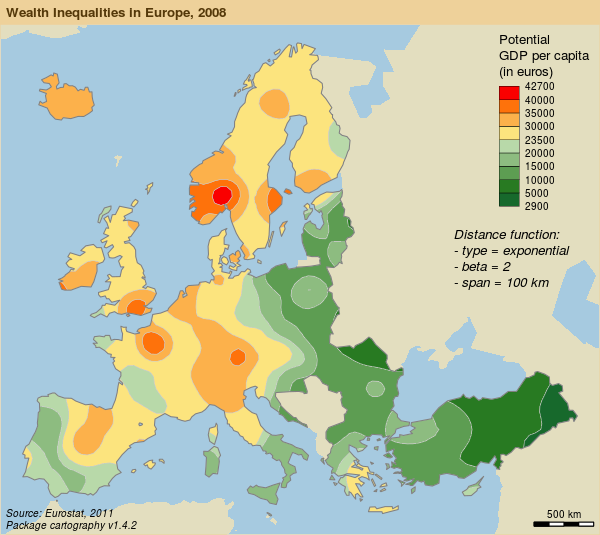 Wealth Inequalities in Europe, 2008
Potential
GDP per capita
(in euros)
42700
40000
35000
30000
23500
20000
15000
10000
5000
2900
Distance function:
- type = exponential
- beta = 2
- span = 100 km
Source: Eurostat, 2011
Package cartography v1.4.2
500 km